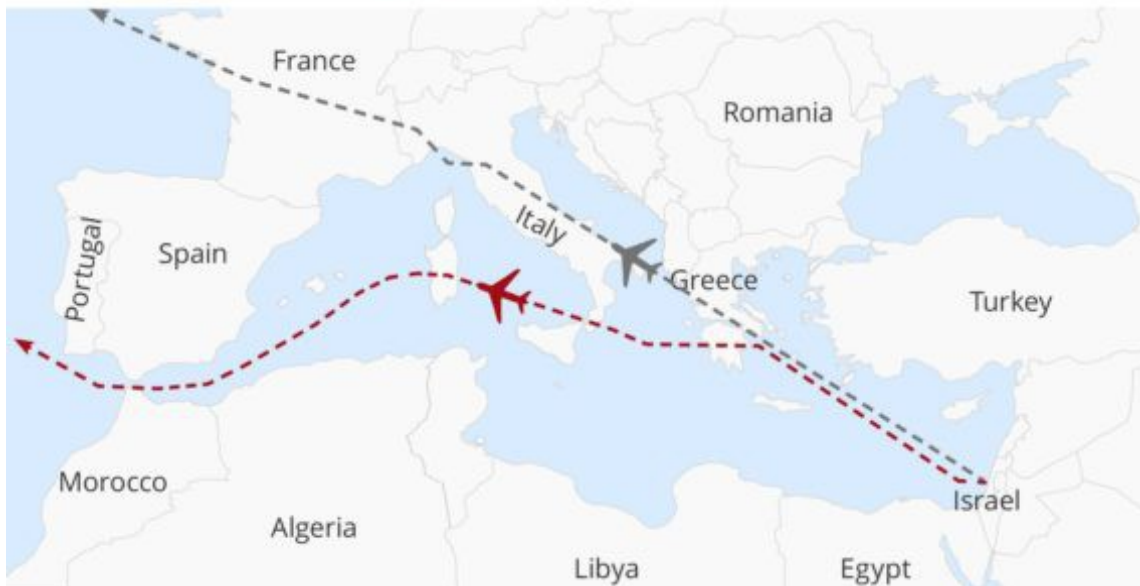 France
Romania
Italy
Portugal
Spain
Greece
Turkey
Morocco
Israel
Algeria
Libya
Egypt